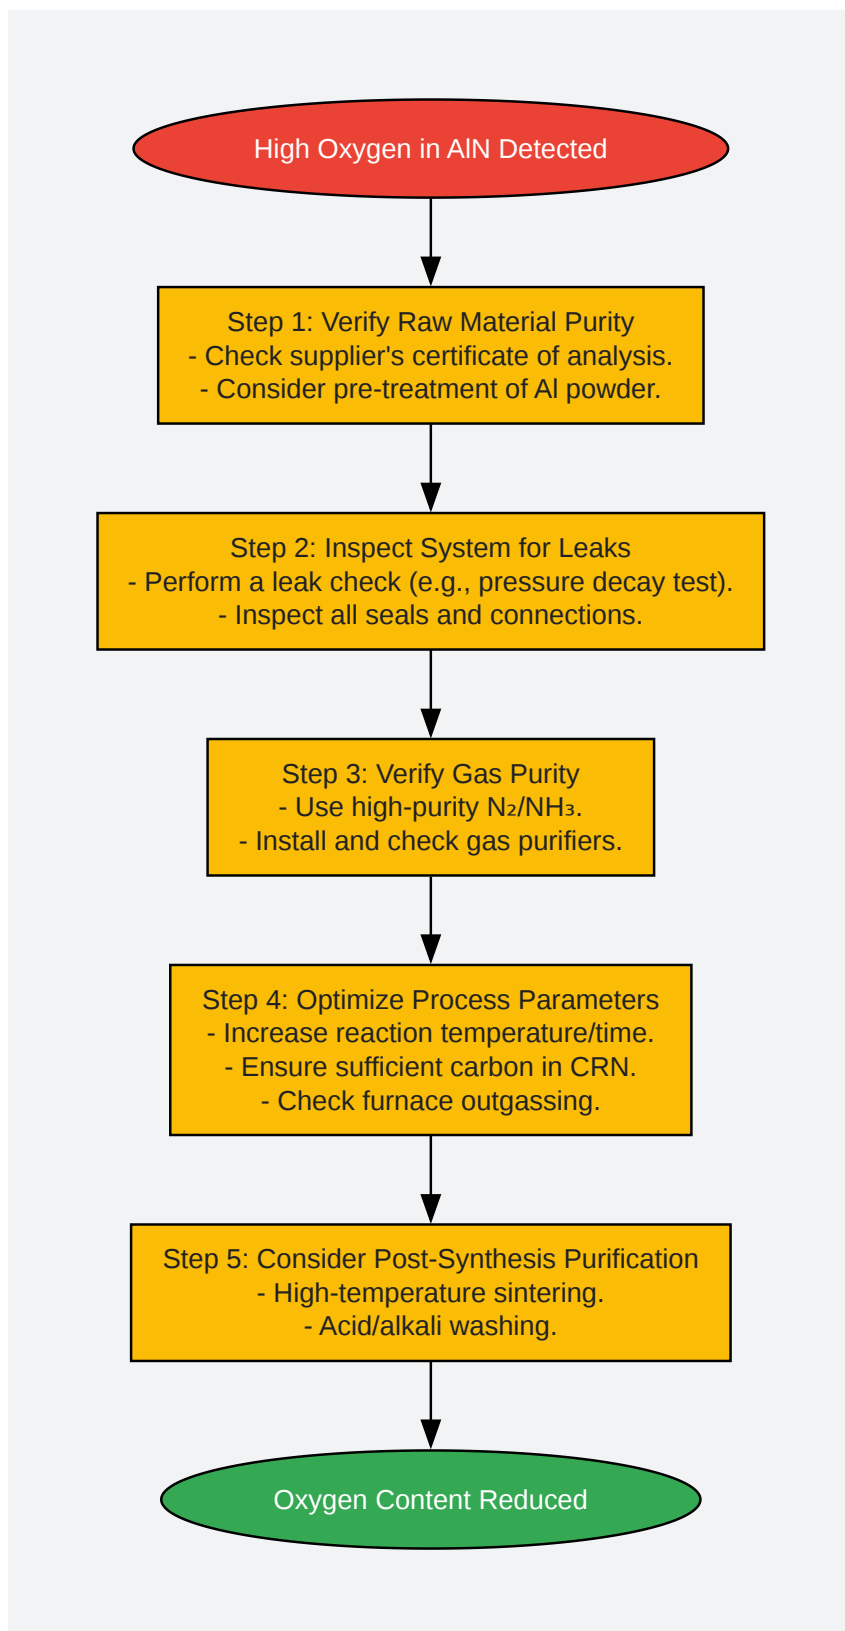 High Oxygen in AlN Detected
Step 1: Verify Raw Material Purity
- Check supplier's certificate of analysis.
- Consider pre-treatment of Al powder.
Step 2: Inspect System for Leaks
- Perform a leak check (e.g., pressure decay test).
- Inspect all seals and connections.
Step 3: Verify Gas Purity
- Use high-purity N₂/NH₃.
- Install and check gas purifiers.
Step 4: Optimize Process Parameters
- Increase reaction temperature/time.
- Ensure sufficient carbon in CRN.
- Check furnace outgassing.
Step 5: Consider Post-Synthesis Purification
- High-temperature sintering.
- Acid/alkali washing.
Oxygen Content Reduced